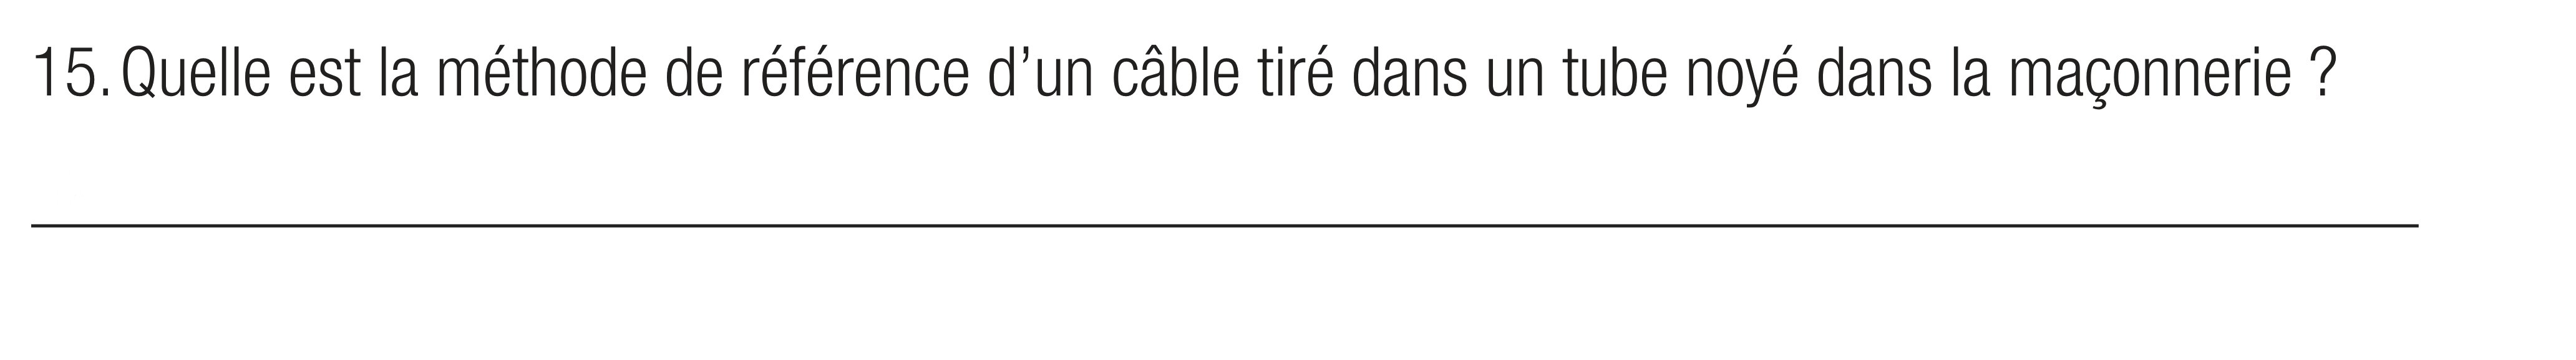 15. Quelle est la méthode de référence d’un câble tiré dans un tube noyé dans la maçonnerie ?